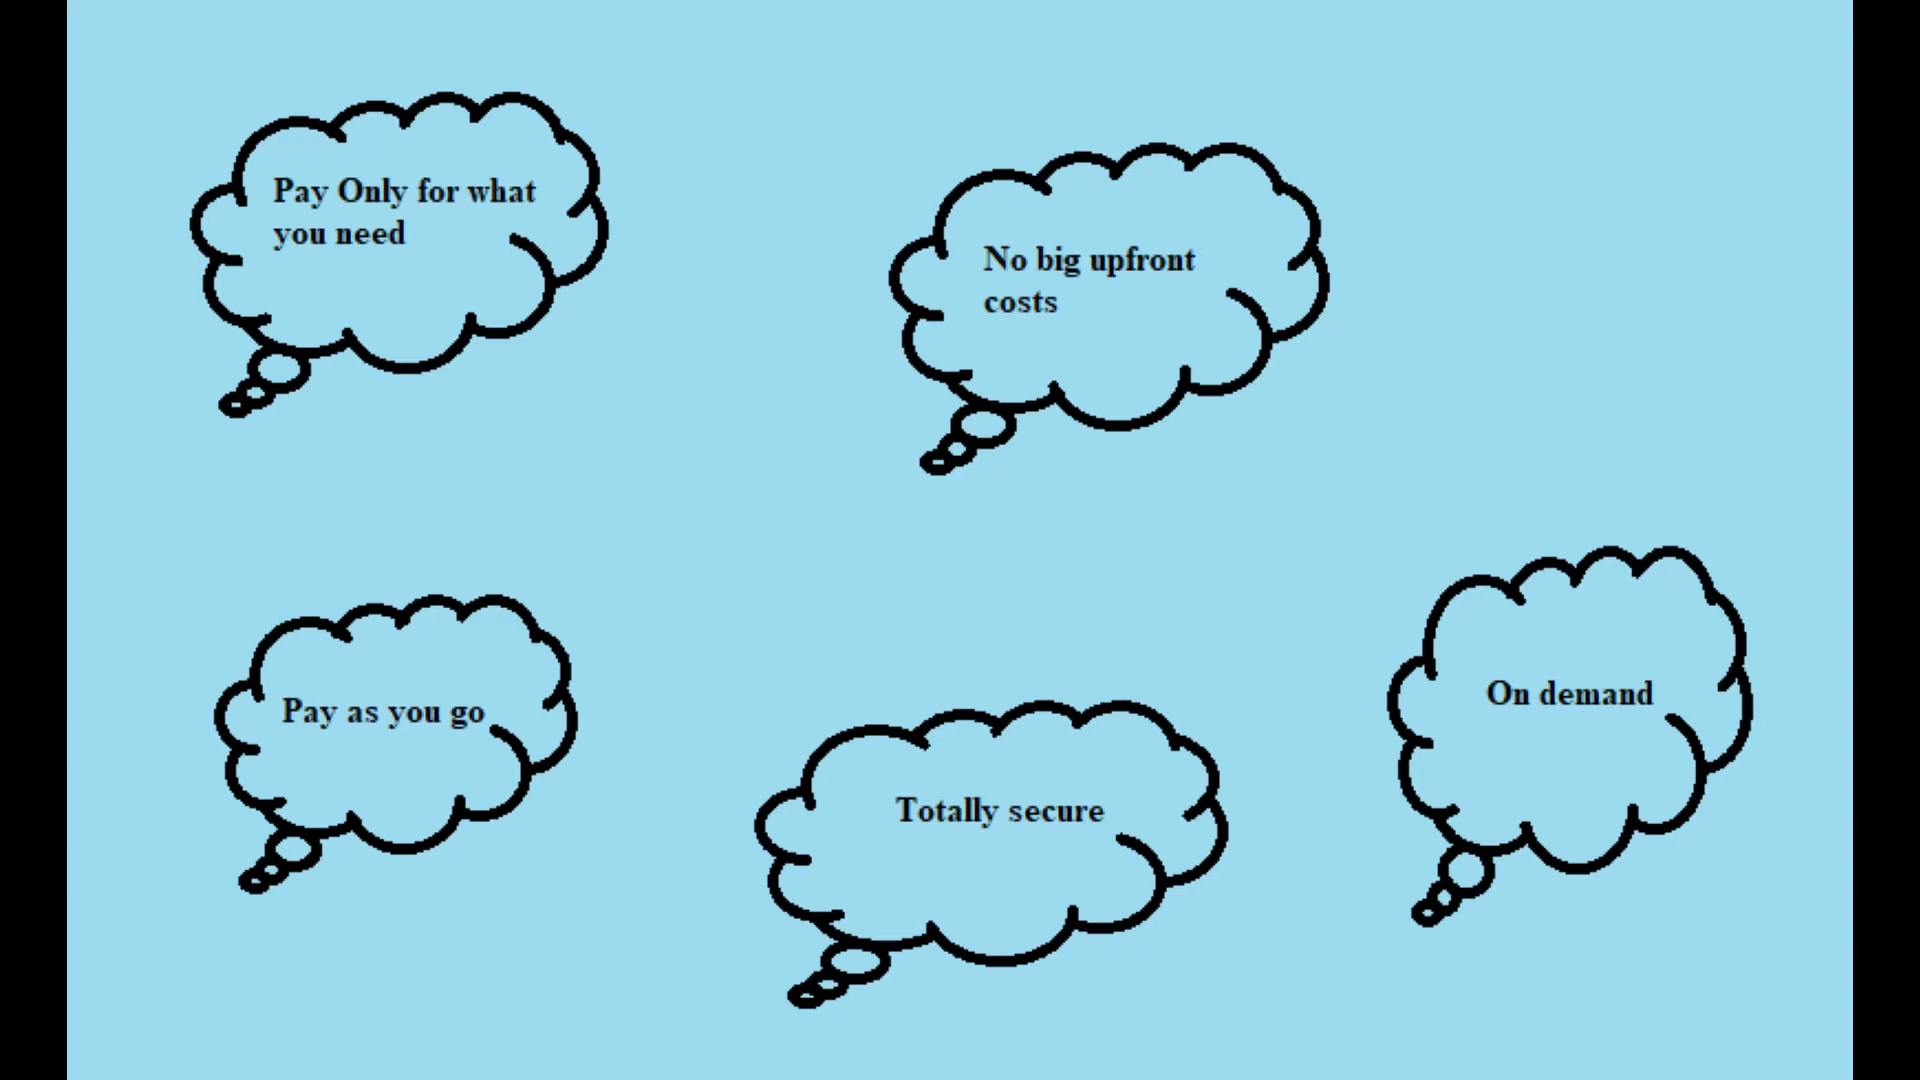 Pay Only for what
you need
No big upfront
costs
Pay as you go
Totally secure
On demand